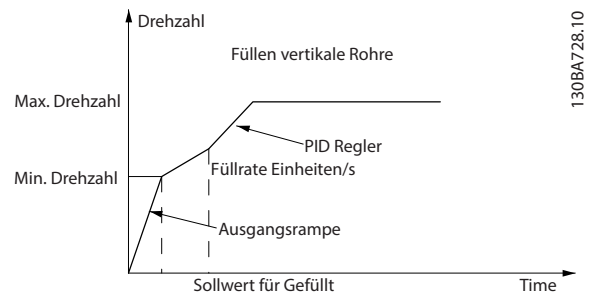 Drehzahl
Füllen vertikale Rohre
130BA728.10
Max. Drehzahl
PID Regler
Füllrate Einheiten/s
Min. Drehzahl
Ausgangsrampe
Sollwert für Gefüllt
Time